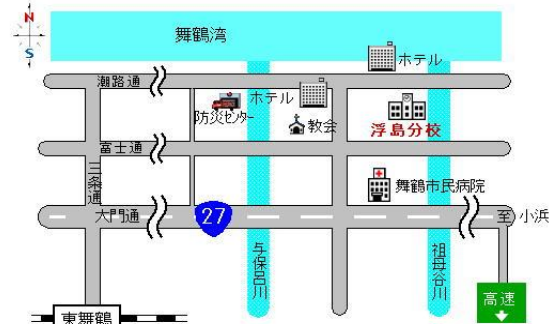 N
舞鶴湾
S
ホテル
潮路通
ホテル
防災センター
教会
浮島分校
富士通
三条通
舞鶴市民病院
大門通
27
至 小浜
与保呂川
祖母谷川
高速
東舞鶴